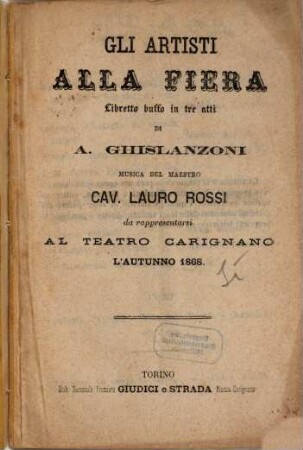 GLI ARTISTI
ALLA FIERA
Libretto buffo in tre atti
DI
A. GHISLANZONI
MUSICA DEL MAESTRO
CAV. LAURO ROSSI
da rappresentarsi
AL TEATRO CARIGNANO
L'AUTUNNO 1868.
TORINO
GIUDICI e STRADA